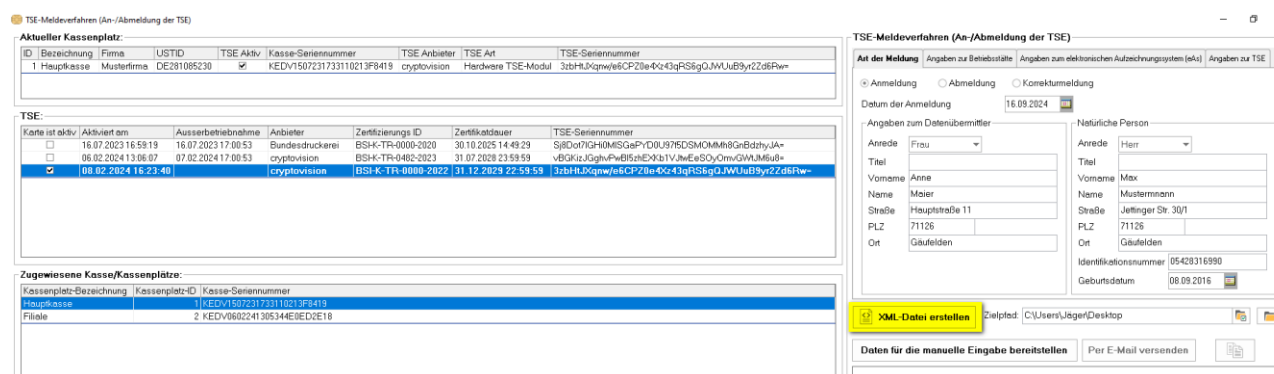 TSE-Meldeverfahren (An-/Abmeldung der TSE)
Aktueller Kassenplatz:
ID Bezeichnung Firma USTID TSE Aktiv Kasse-Seriennummer TSE Anbieter TSE Art TSE-Seriennummer
1 Hauptkasse Musterfirma DE281085230 KEDV1507231733110213F8419 cryptovision Hardware TSE-Modul 3zbHtJXqnw/e6CPZ0e4Xz43qRS6gQJWUuB9yr2Zd6Rw=
TSE:
Karte ist aktiv Aktiviert am Ausserbetriebnahme Anbieter Zertifizierungs ID Zertifikatdauer TSE-Seriennummer
16.07.2023 16:59:19 16.07.2023 17:00:53 Bundesdruckerei BSI-K-TR-0000-2020 30.10.2025 14:49:29
06.02.2024 13:06:07 07.02.2024 17:00:53 cryptovision BSI-K-TR-0482-2023 31.07.2028 23:59:59
08.02.2024 16:23:40 cryptovision BSI-K-TR-0000-2022 31.12.2029 22:59:59 3zbHtJXqnw/e6CPZ0e4Xz43qRS6gQJWUuB9yr2Zd6Rw=
Zugewiesene Kasse/Kassenplätze:
Kassenplatz-Bezeichnung Kassenplatz-ID Kasse-Seriennummer
Hauptkasse 1 KEDV1507231733110213F8419
Filiale 2 KEDV0602241305344E0ED2E18
TSE-Meldeverfahren (An-/Abmeldung der TSE)
Art der Meldung Angaben zur Betriebsstätte Angaben zum elektronischen Aufzeichnungssystem (eAs) Angaben zur TSE
Anmeldung Abmeldung Korrekturmeldung
Datum der Anmeldung 16.09.2024
Angaben zum Datenübermittler
Anrede Frau
Titel
Vorname Anne
Name Maier
Straße Hauptstraße 11
PLZ 71126
Ort Gäufelden
Natürliche Person
Anrede Herr
Titel
Vorname Max
Name Mustermnann
Straße Jettinger Str. 30/1
PLZ 71126
Ort Gäufelden
Identifikationsnummer 05428316990
Geburtsdatum 08.09.2016
XML-Datei erstellen Zielpfad: C:\Users\Jäger\Desktop
Daten für die manuelle Eingabe bereitstellen Per E-Mail versenden